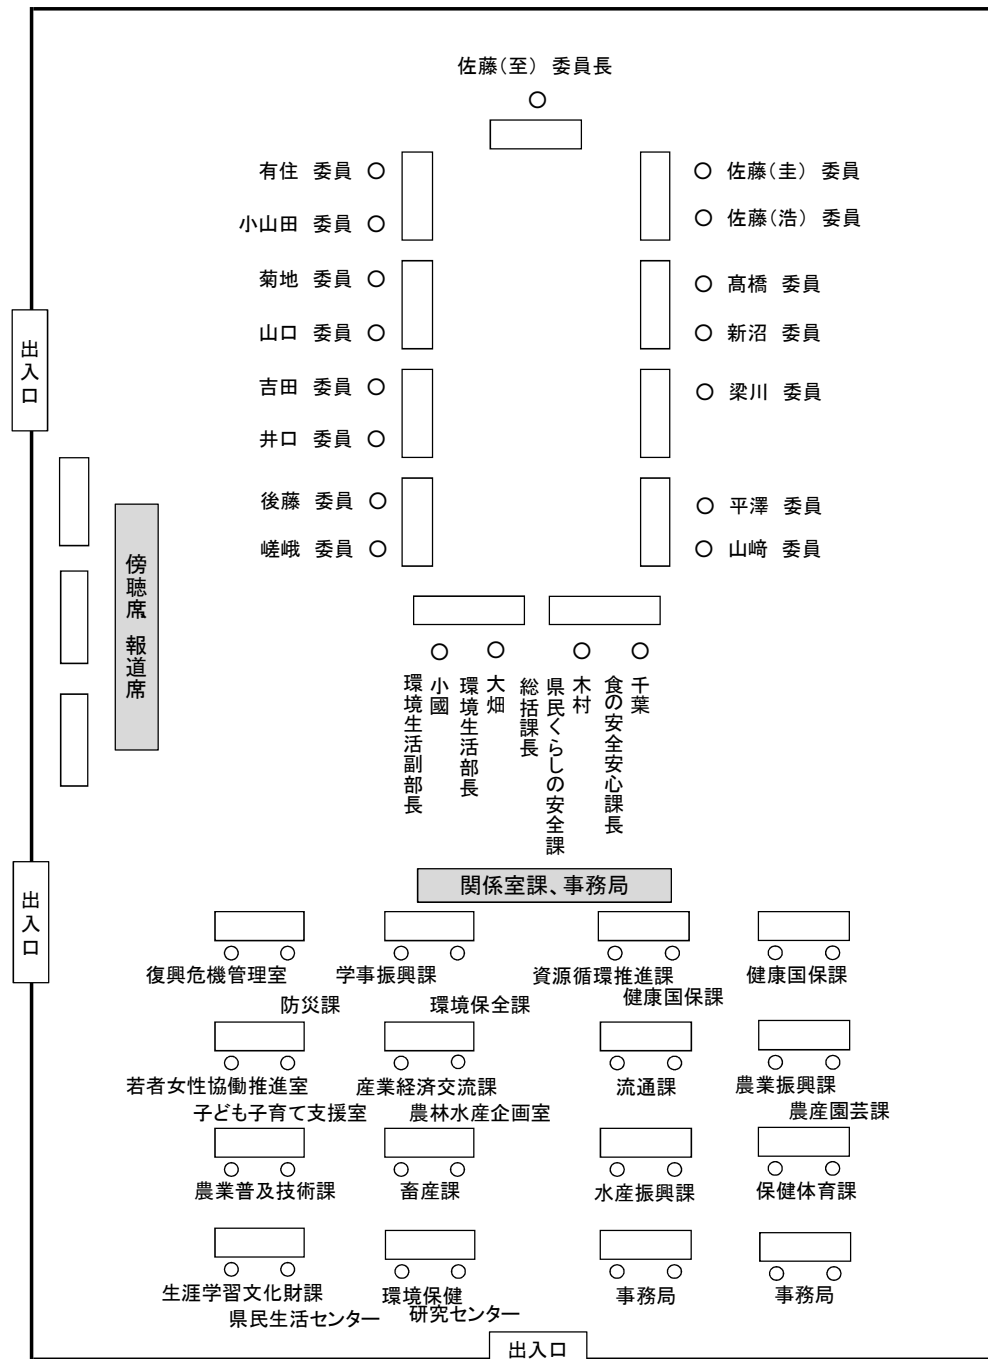 佐藤(至) 委員長
有住 委員
佐藤(圭) 委員
小山田 委員
佐藤(浩) 委員
菊地 委員
髙橋 委員
山口 委員
新沼 委員
出入口
吉田 委員
梁川 委員
井口 委員
後藤 委員
平澤 委員
嵯峨 委員
山﨑 委員
傍聴席 報道席
小國
環境生活副部長
大畑
環境生活部長
木村
県民くらしの安全課
総括課長
千葉
食の安全安心課長
関係室課、事務局
出入口
復興危機管理室
防災課
学事振興課
環境保全課
資源循環推進課
健康国保課
健康国保課
若者女性協働推進室
子ども子育て支援室
産業経済交流課
農林水産企画室
流通課
農業振興課
農産園芸課
農業普及技術課
畜産課
水産振興課
保健体育課
生涯学習文化財課
県民生活センター
環境保健
研究センター
事務局
事務局
出入口